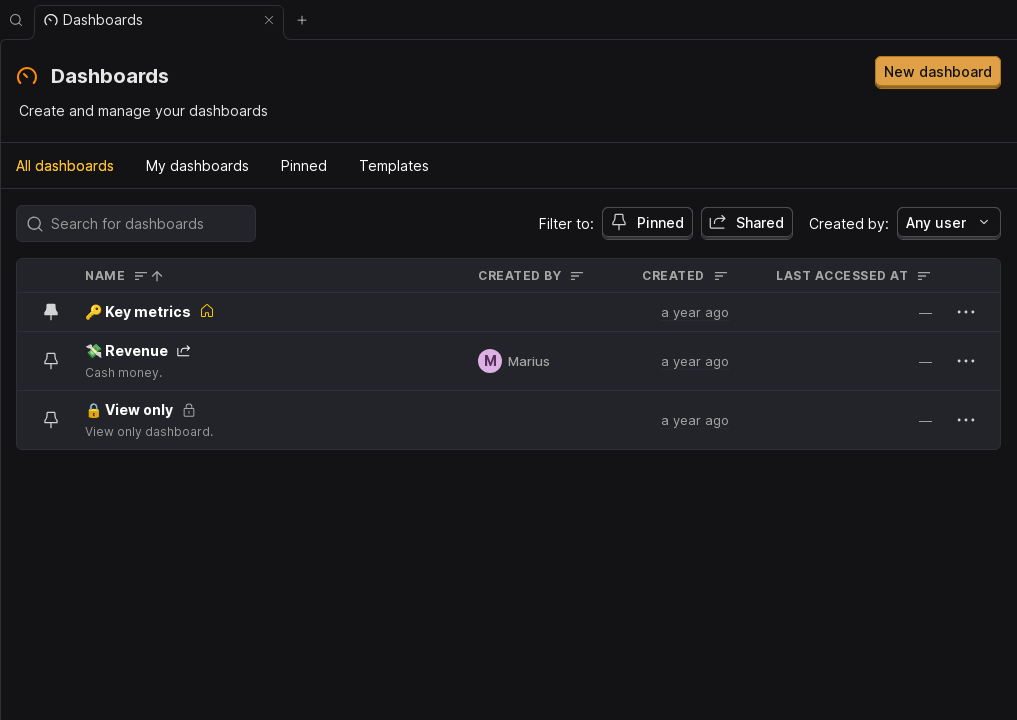 Dashboards
Dashboards
New dashboard
Create and manage your dashboards
All dashboards My dashboards Pinned Templates
Search for dashboards Filter to: Pinned Shared Created by: Any user
NAME CREATED BY CREATED LAST ACCESSED AT
🔑 Key metrics a year ago —
💸 Revenue
Cash money. M Marius a year ago —
🔒 View only
View only dashboard. a year ago —